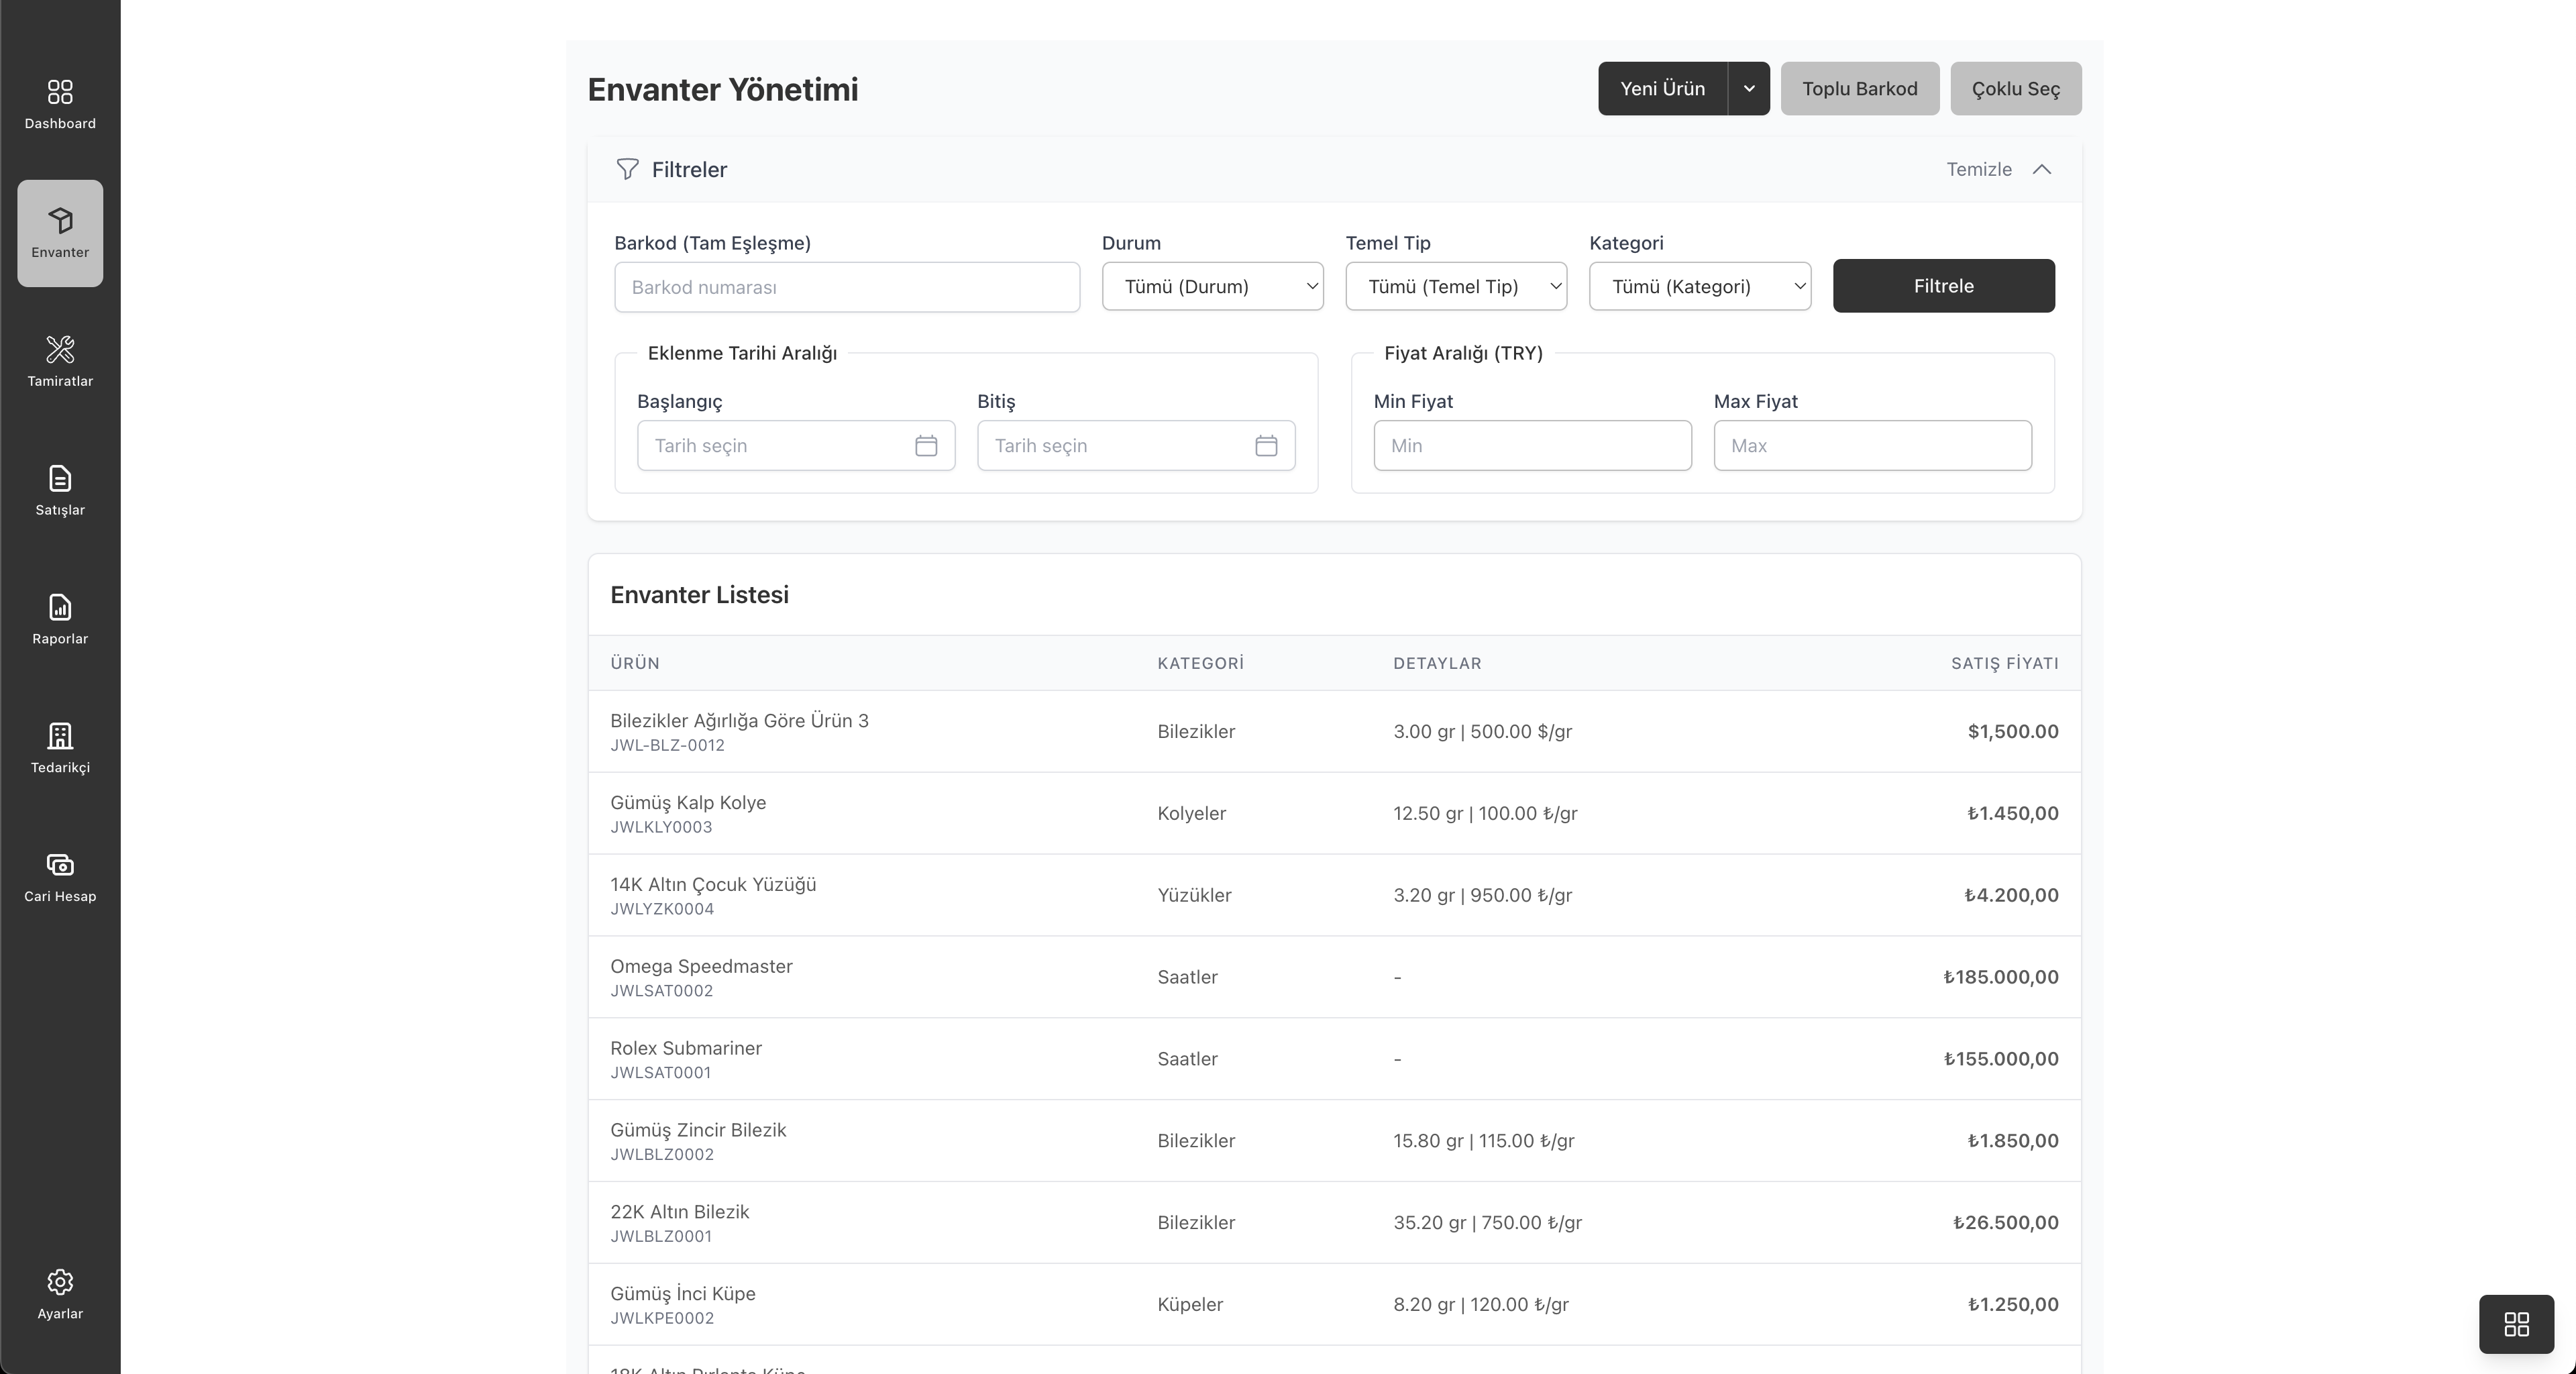 Dashboard
Envanter
Tamiratlar
Satışlar
Raporlar
Tedarikçi
Cari Hesap
Ayarlar
Envanter Yönetimi
Yeni Ürün
Toplu Barkod
Çoklu Seç
Filtreler
Temizle
Barkod (Tam Eşleşme)
Durum
Temel Tip
Kategori
Barkod numarası
Tümü (Durum)
Tümü (Temel Tip)
Tümü (Kategori)
Filtrele
Eklenme Tarihi Aralığı
Fiyat Aralığı (TRY)
Başlangıç
Bitiş
Min Fiyat
Max Fiyat
Tarih seçin
Tarih seçin
Min
Max
Envanter Listesi
ÜRÜN KATEGORİ DETAYLAR SATIŞ FİYATI
Bilezikler Ağırlığa Göre Ürün 3
JWL-BLZ-0012
Bilezikler
3.00 gr | 500.00 $/gr
$1,500.00
Gümüş Kalp Kolye
JWLKLY0003
Kolyeler
12.50 gr | 100.00 ₺/gr
₺1.450,00
14K Altın Çocuk Yüzüğü
JWLYZK0004
Yüzükler
3.20 gr | 950.00 ₺/gr
₺4.200,00
Omega Speedmaster
JWLSAT0002
Saatler
-
₺185.000,00
Rolex Submariner
JWLSAT0001
Saatler
-
₺155.000,00
Gümüş Zincir Bilezik
JWLBLZ0002
Bilezikler
15.80 gr | 115.00 ₺/gr
₺1.850,00
22K Altın Bilezik
JWLBLZ0001
Bilezikler
35.20 gr | 750.00 ₺/gr
₺26.500,00
Gümüş İnci Küpe
JWLKPE0002
Küpeler
8.20 gr | 120.00 ₺/gr
₺1.250,00
18K Altın Pırlanta Küpe